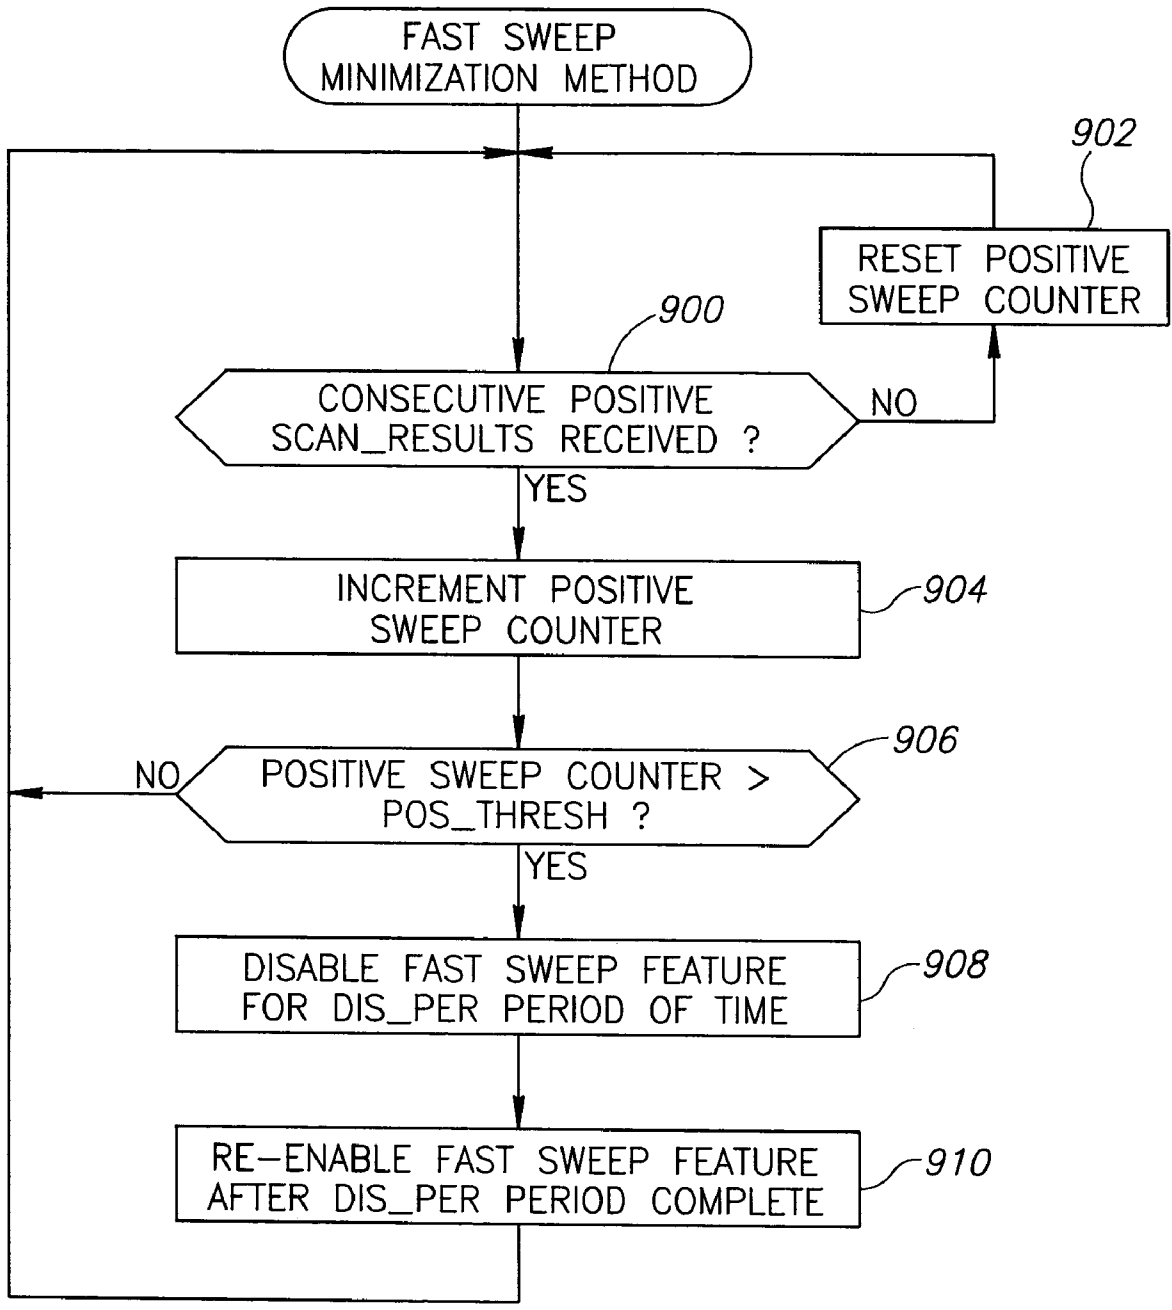 FAST SWEEP
MINIMIZATION METHOD
902
RESET POSITIVE
SWEEP COUNTER
900
CONSECUTIVE POSITIVE
SCAN_RESULTS RECEIVED ?
NO
YES
INCREMENT POSITIVE
SWEEP COUNTER
904
906
NO
POSITIVE SWEEP COUNTER >
POS_THRESH ?
YES
DISABLE FAST SWEEP FEATURE
FOR DIS_PER PERIOD OF TIME
908
RE-ENABLE FAST SWEEP FEATURE
AFTER DIS_PER PERIOD COMPLETE
910